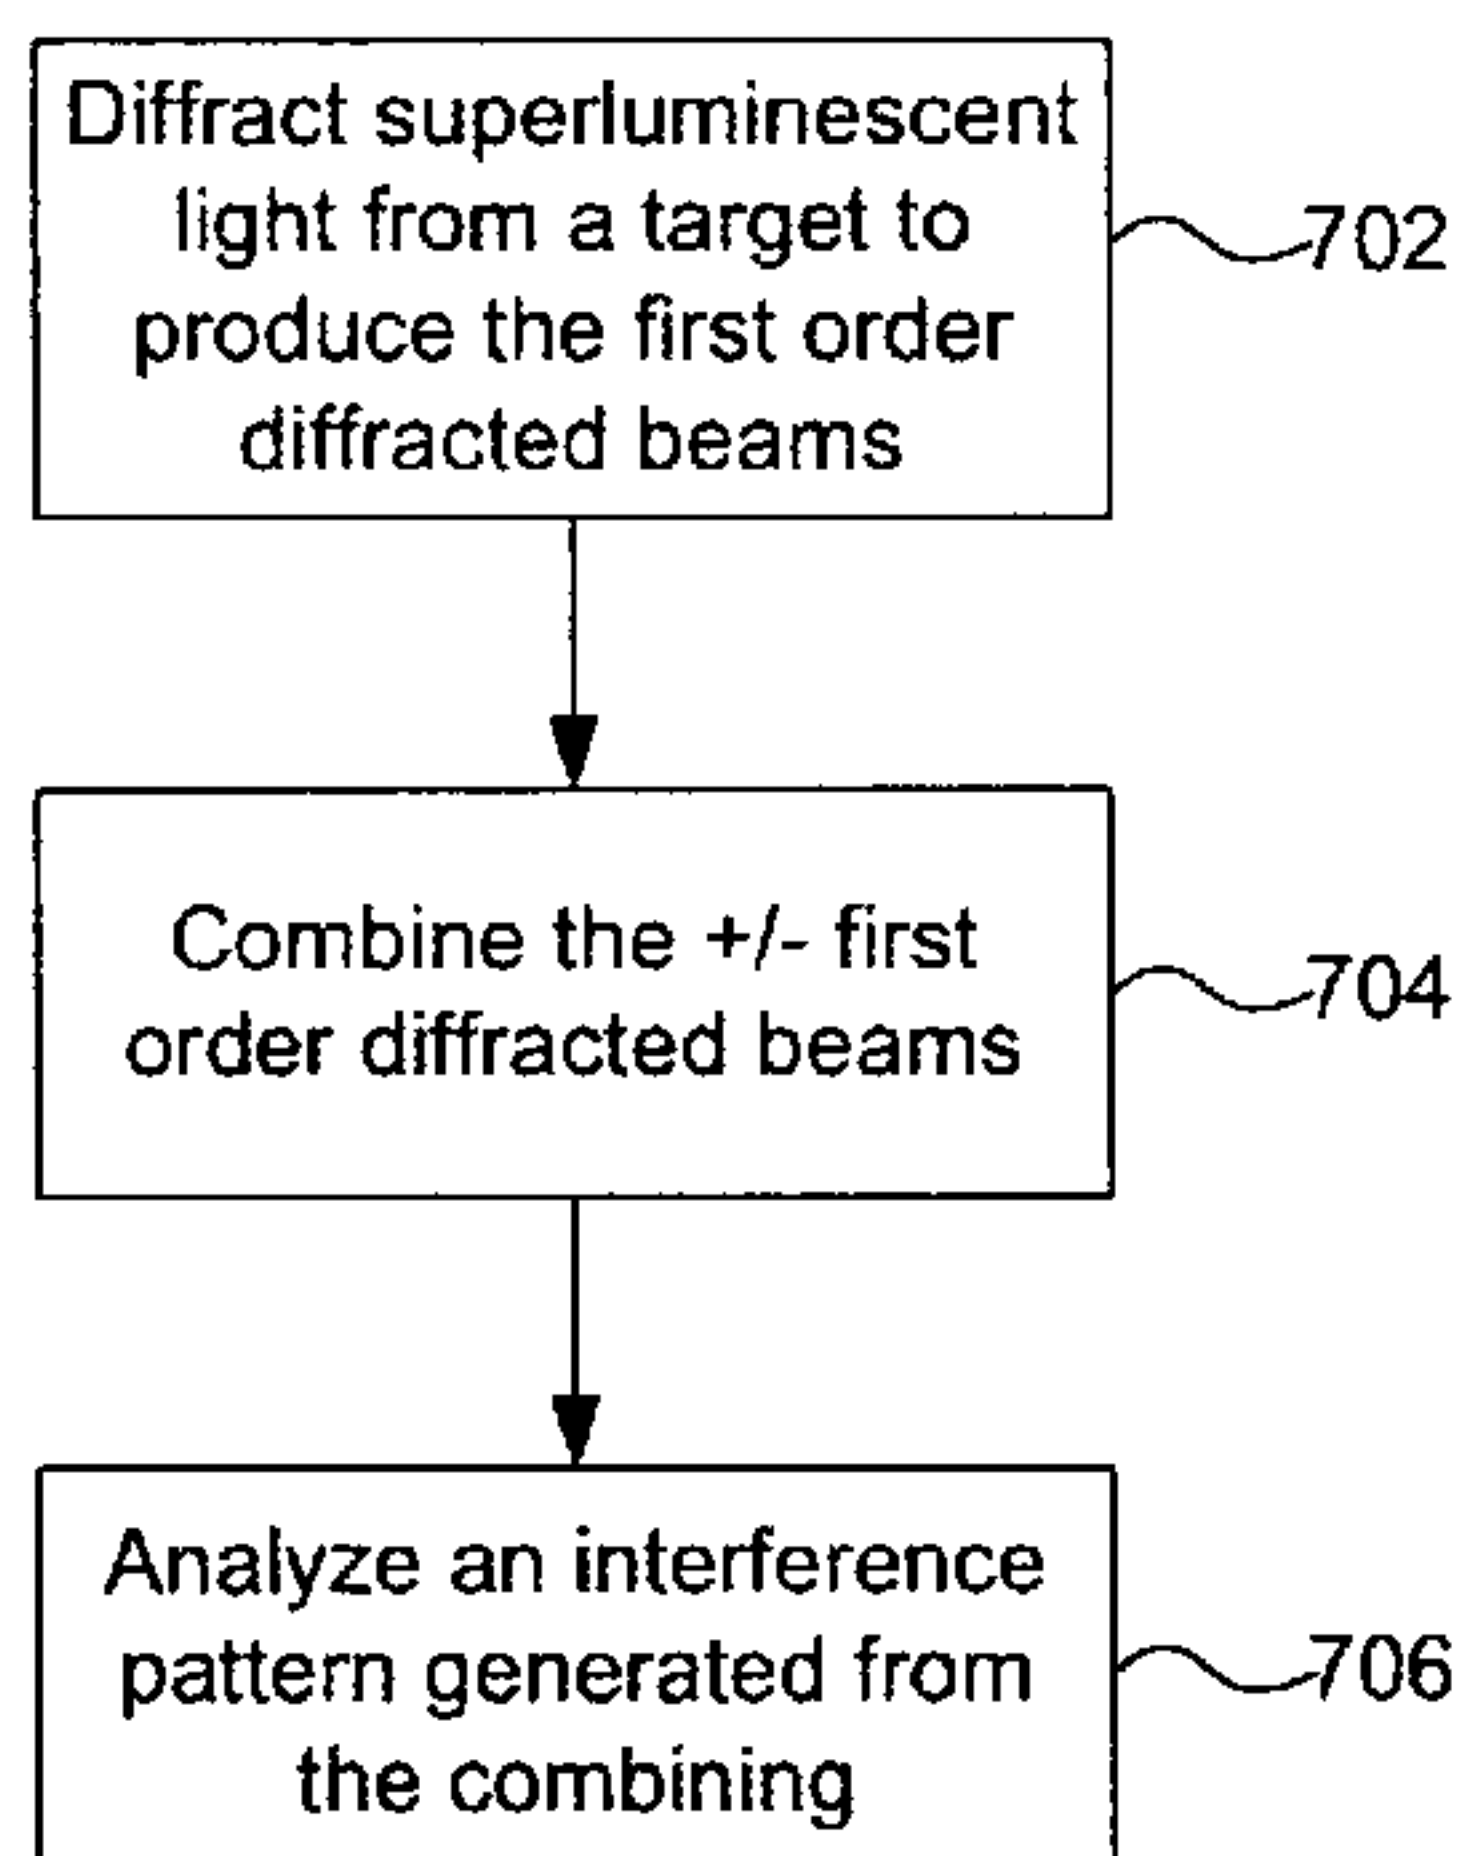 Diffract superluminescent
light from a target to
produce the first order
diffracted beams
702
Combine the +/- first
order diffracted beams
704
Analyze an interference
pattern generated from
the combining
706